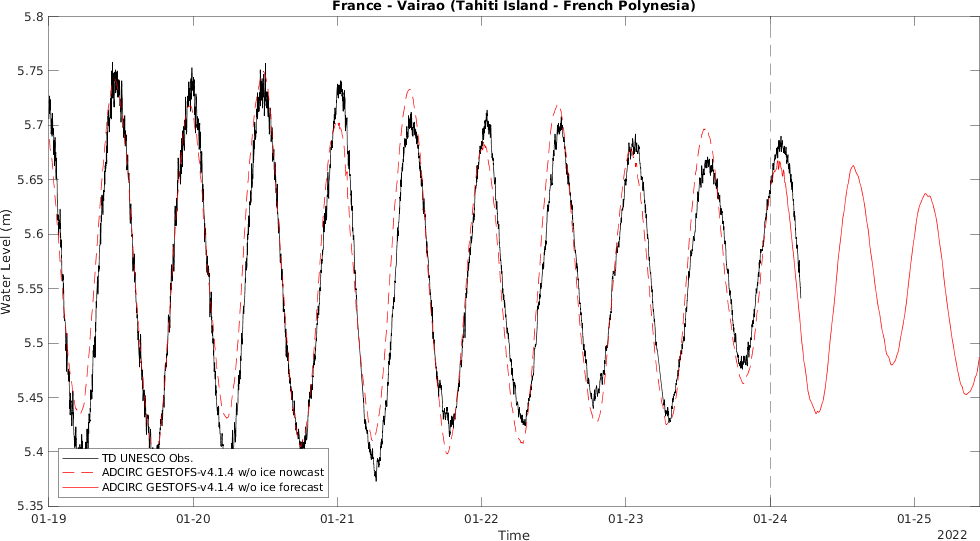 France - Vairao (Tahiti Island - French Polynesia)
Water Level (m)
5.8
5.75
5.7
5.65
5.6
5.55
5.5
5.45
5.4
5.35
TD UNESCO Obs.
ADCIRC GESTOFS-v4.1.4 w/o ice nowcast
ADCIRC GESTOFS-v4.1.4 w/o ice forecast
01-19 01-20 01-21 01-22 01-23 01-24 01-25
Time
2022